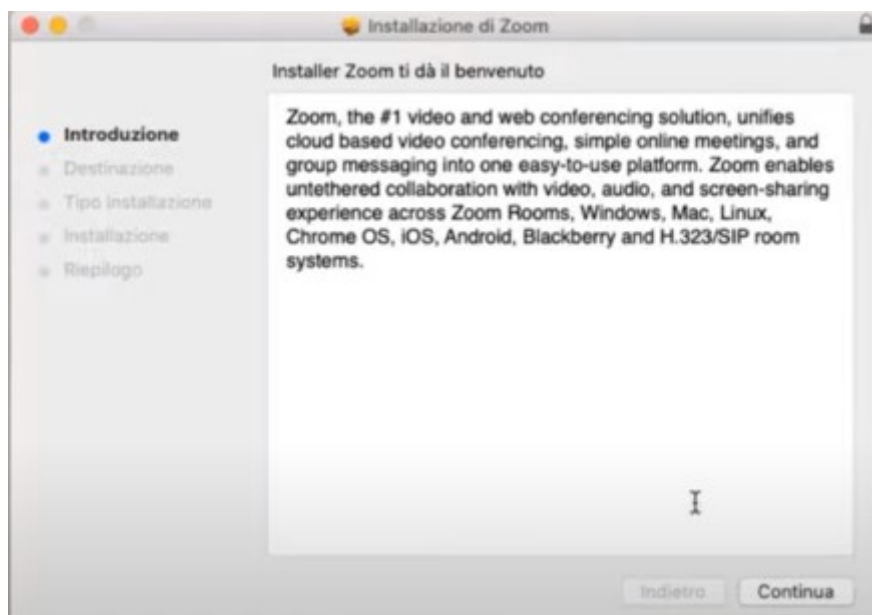 Installazione di Zoom
Installer Zoom ti dà il benvenuto
Introduzione
Destinazione
Tipo Installazione
Installazione
Riepilogo
Zoom, the #1 video and web conferencing solution, unifies
cloud based video conferencing, simple online meetings, and
group messaging into one easy-to-use platform. Zoom enables
untethered collaboration with video, audio, and screen-sharing
experience across Zoom Rooms, Windows, Mac, Linux,
Chrome OS, iOS, Android, Blackberry and H.323/SIP room
systems.
Indietro
Continua